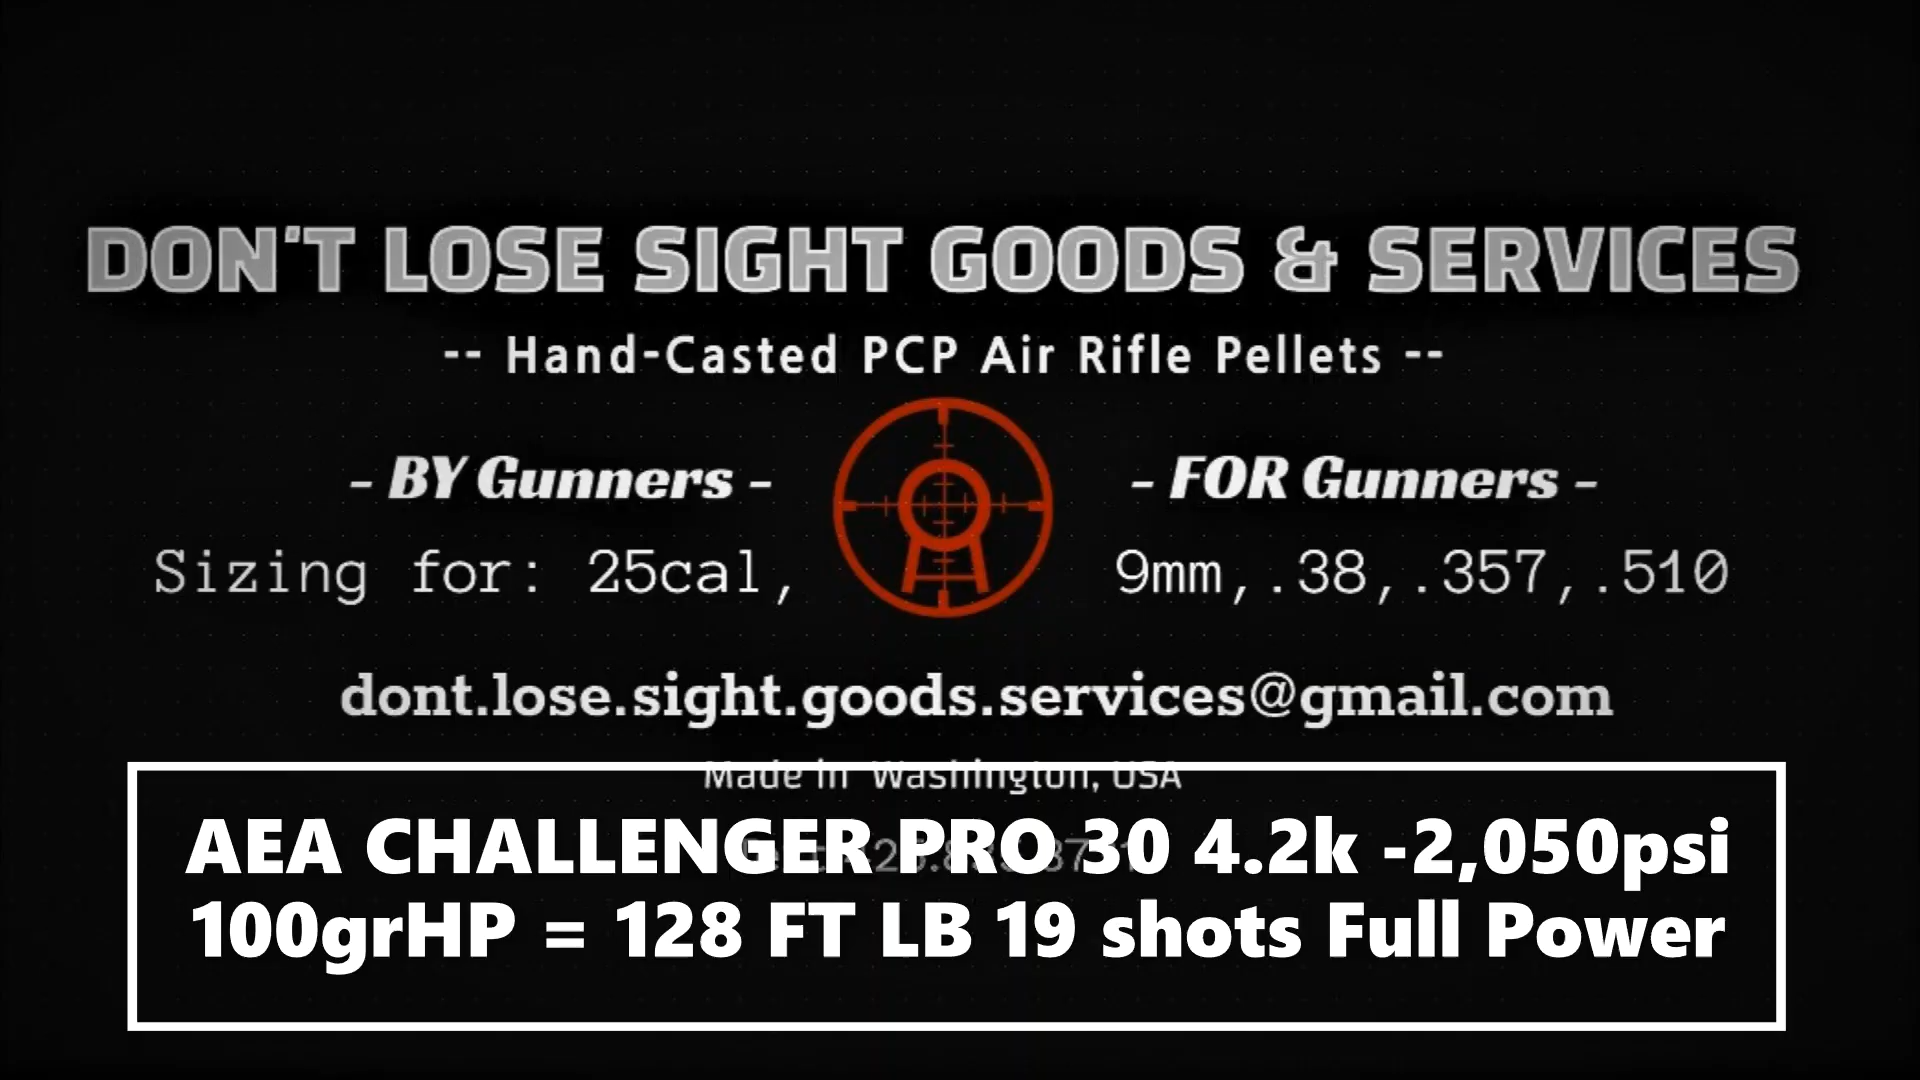 DON'T LOSE SIGHT GOODS & SERVICES
-- Hand-Casted PCP Air Rifle Pellets --
- BY Gunners - - FOR Gunners -
Sizing for: 25cal, 9mm,.38,.357,.510
dont.lose.sight.goods.services@gmail.com
Made in Washington, USA
AEA CHALLENGER PRO 30 4.2k -2,050psi
100grHP = 128 FT LB 19 shots Full Power